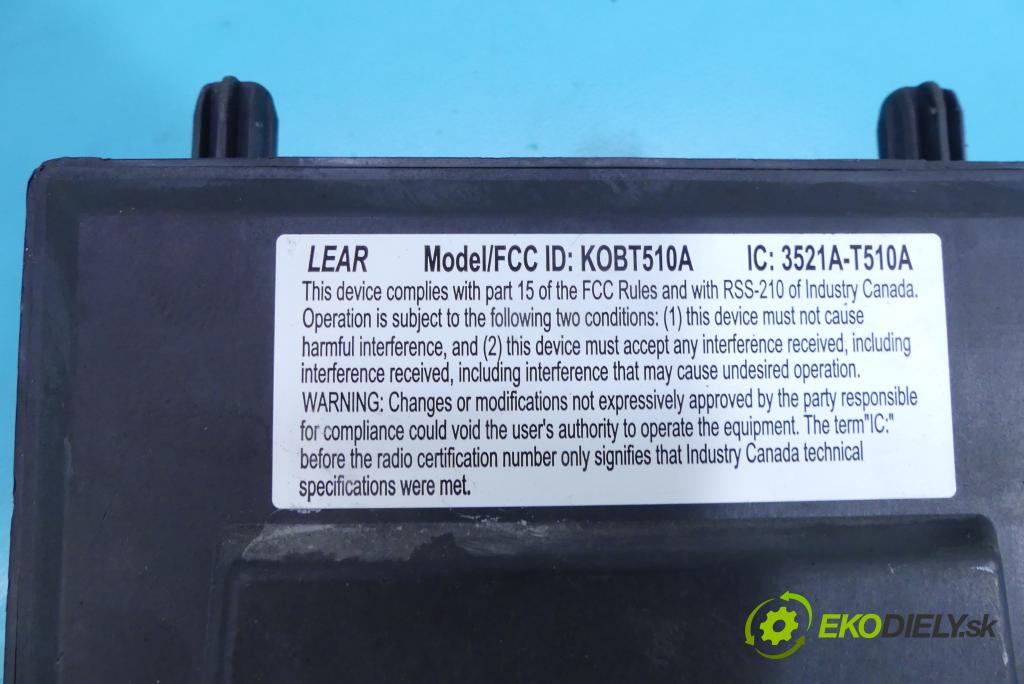 LEAR Model/FCC ID: KOBT510A IC: 3521A-T510A
This device complies with part 15 of the FCC Rules and with RSS-210 of Industry Canada.
Operation is subject to the following two conditions: (1) this device must not cause
harmful interference, and (2) this device must accept any interference received, including
interference received, including interference that may cause undesired operation.
WARNING: Changes or modifications not expressively approved by the party responsible
for compliance could void the user's authority to operate the equipment. The term"IC:"
before the radio certification number only signifies that Industry Canada technical
specifications were met.
EKODIELY.sk